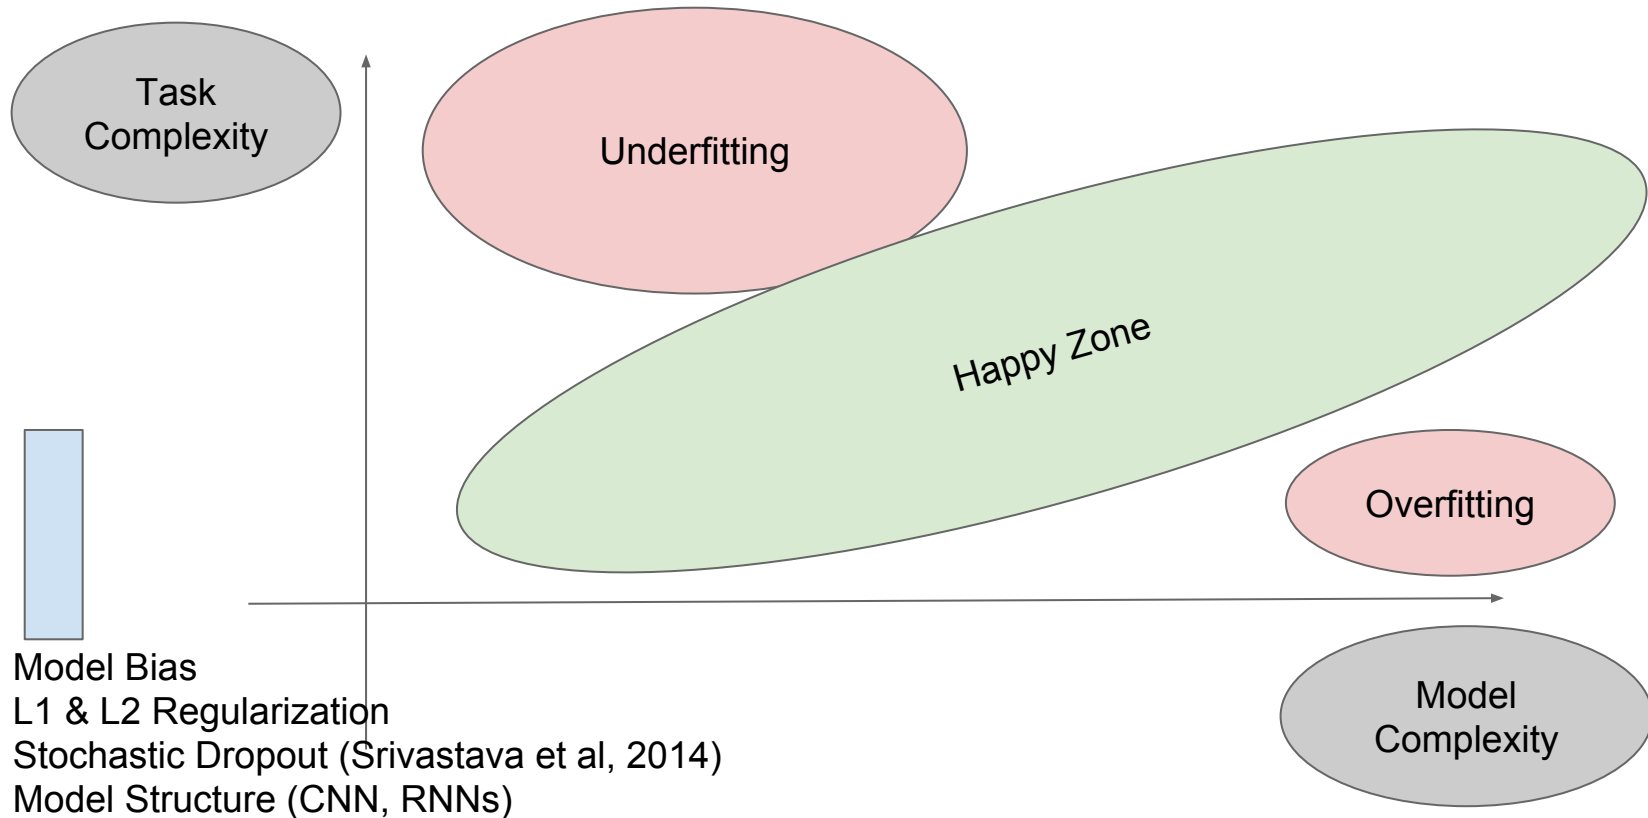 Task
Complexity
Underfitting
Happy Zone
Overfitting
Model Bias
L1 & L2 Regularization
Stochastic Dropout (Srivastava et al, 2014)
Model Structure (CNN, RNNs)
Model
Complexity